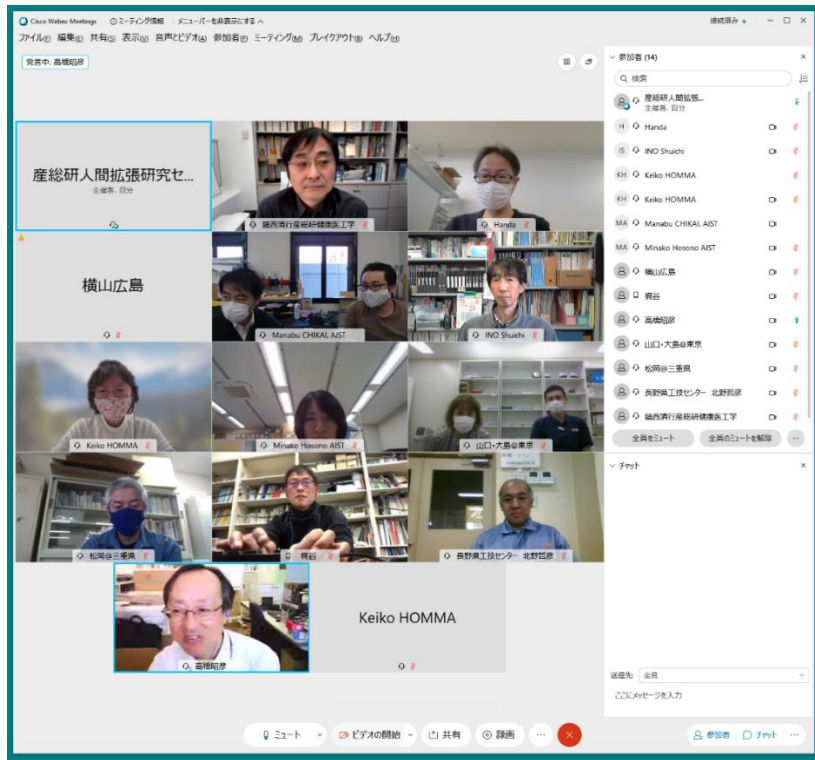 Cisco Webex Meetings
ミーティング情報
メニューバーを非表示にする
接続済み
ファイル(F) 編集(E) 共有(S) 表示(V) 音声とビデオ(A) 参加者(P) ミーティング(M) ブレイクアウト(B) ヘルプ(H)
発言中: 高橋昭彦
産総研人間拡張研究セ...
主催者、自分
鎮西清行産総研健康医工学
Handa
横山広島
Manabu CHIKAI, AIST
INO Shuichi
Keiko HOMMA
Minako Hosono AIST
山口・大島@東京
松岡@三重県
梶谷
長野県工技センター 北野哲彦
高橋昭彦
Keiko HOMMA
ミュート
ビデオの開始
共有
録画
参加者 (14)
検索
産総研人間拡張...
主催者、自分
H Handa
IS INO Shuichi
KH Keiko HOMMA
KH Keiko HOMMA
MA Manabu CHIKAI, AIST
MA Minako Hosono AIST
横山広島
梶谷
高橋昭彦
山口・大島@東京
松岡@三重県
長野県工技センター 北野哲彦
鎮西清行産総研健康医工学
全員をミュート 全員のミュートを解除 ...
チャット
送信先: 全員
ここにメッセージを入力
参加者 チャット ...